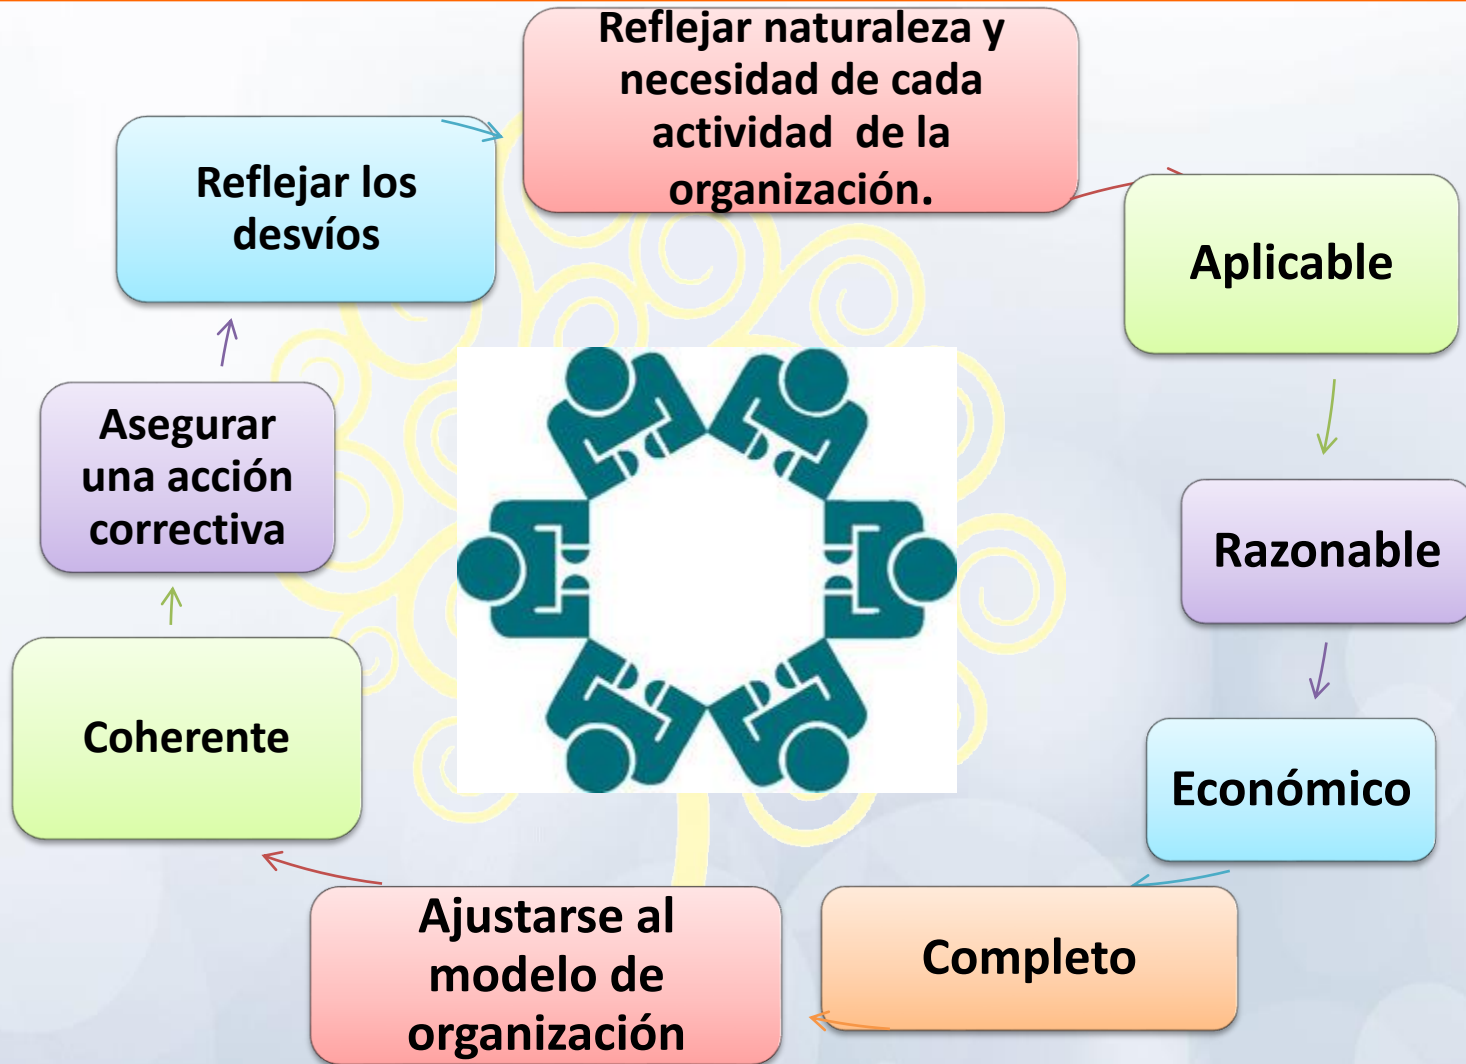 Reflejar naturaleza y
necesidad de cada
actividad de la
organización.
Aplicable
Razonable
Económico
Completo
Ajustarse al
modelo de
organización
Coherente
Asegurar
una acción
correctiva
Reflejar los
desvíos